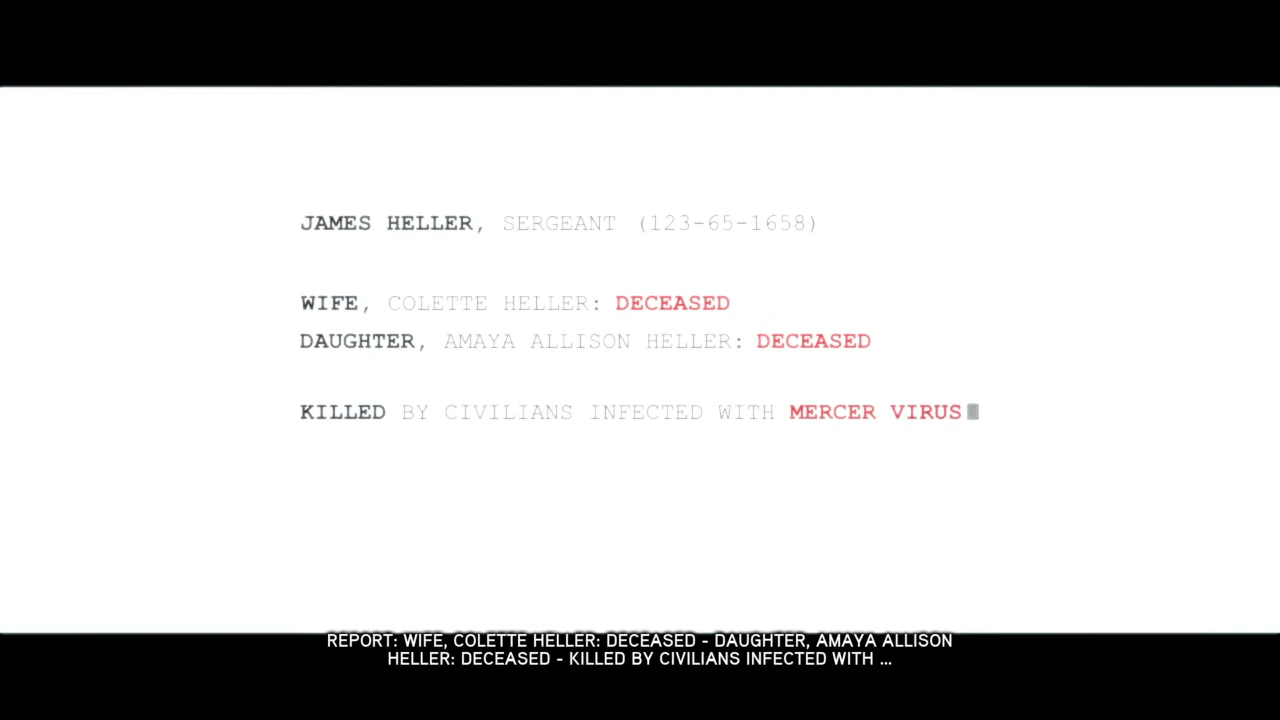 JAMES HELLER, SERGEANT (123-65-1658)
WIFE, COLETTE HELLER: DECEASED
DAUGHTER, AMAYA ALLISON HELLER: DECEASED
KILLED BY CIVILIANS INFECTED WITH MERCER VIRUS
REPORT: WIFE, COLETTE HELLER: DECEASED - DAUGHTER, AMAYA ALLISON
HELLER: DECEASED - KILLED BY CIVILIANS INFECTED WITH ...